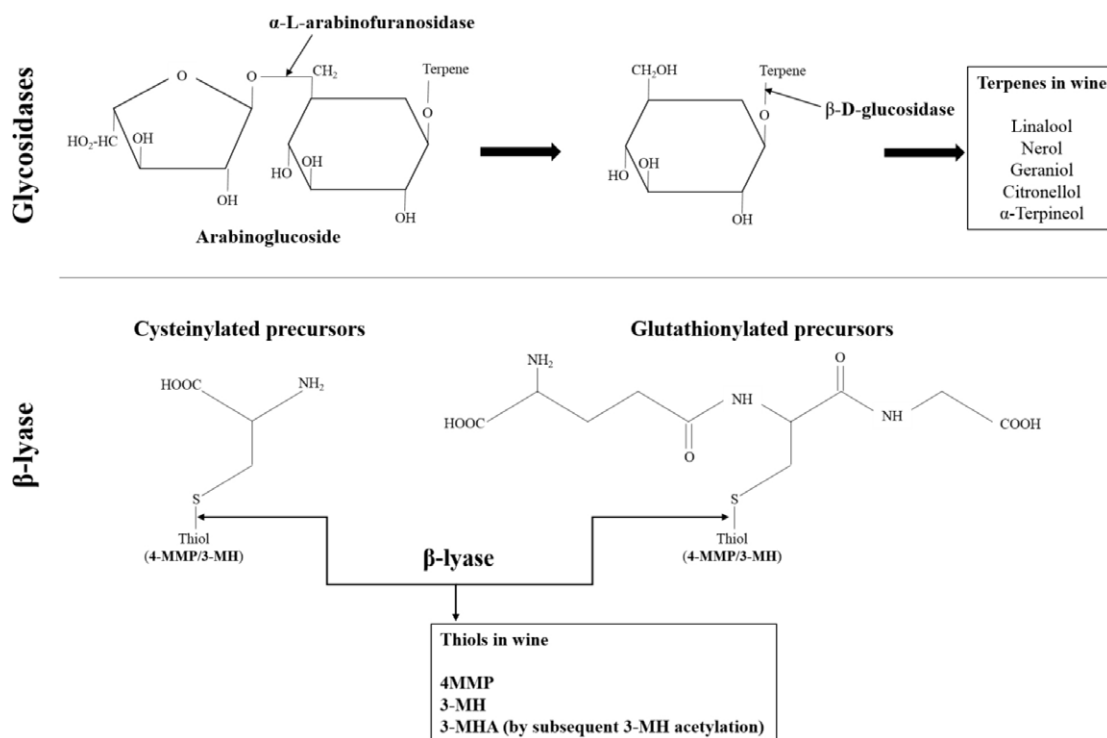 Glycosidases
α-L-arabinofuranosidase
O
O
CH2
Terpene
O
HO2-HC
OH
OH
HO
OH
OH
Arabinoglucoside
CH2OH
Terpene
β-D-glucosidase
O
HO
OH
OH
Terpenes in wine
Linalool
Nerol
Geraniol
Citronellol
α-Terpineol
β-lyase
Cysteinylated precursors
HOOC
NH2
S
Thiol
(4-MMP/3-MH)
Glutathionylated precursors
NH2
HOOC
O
NH
O
NH
COOH
S
Thiol
(4-MMP/3-MH)
β-lyase
Thiols in wine
4MMP
3-MH
3-MHA (by subsequent 3-MH acetylation)